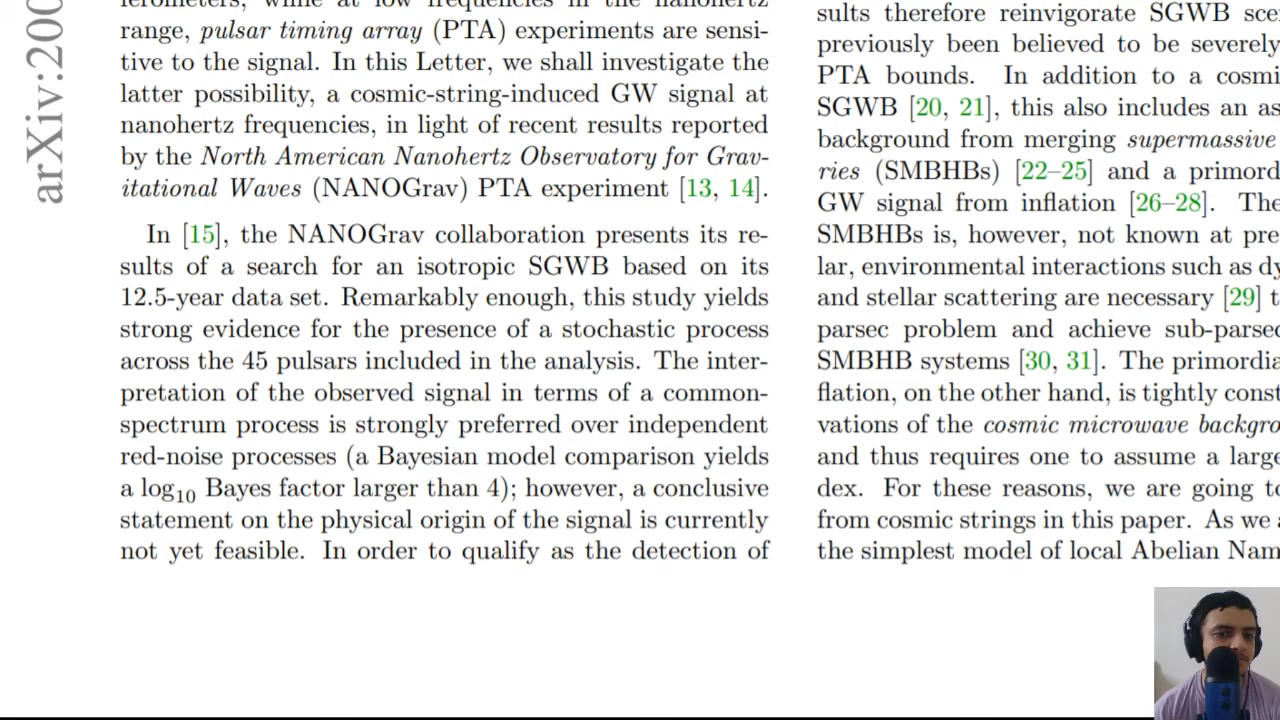 arXiv:200
range, pulsar timing array (PTA) experiments are sensi-
tive to the signal. In this Letter, we shall investigate the
latter possibility, a cosmic-string-induced GW signal at
nanohertz frequencies, in light of recent results reported
by the North American Nanohertz Observatory for Grav-
itational Waves (NANOGrav) PTA experiment [13, 14].
In [15], the NANOGrav collaboration presents its re-
sults of a search for an isotropic SGWB based on its
12.5-year data set. Remarkably enough, this study yields
strong evidence for the presence of a stochastic process
across the 45 pulsars included in the analysis. The inter-
pretation of the observed signal in terms of a common-
spectrum process is strongly preferred over independent
red-noise processes (a Bayesian model comparison yields
a log10 Bayes factor larger than 4); however, a conclusive
statement on the physical origin of the signal is currently
not yet feasible. In order to qualify as the detection of
sults therefore reinvigorate SGWB sce
previously been believed to be severely
PTA bounds. In addition to a cosmi
SGWB [20, 21], this also includes an as
background from merging supermassive
ries (SMBHBs) [22–25] and a primord
GW signal from inflation [26–28]. The
SMBHBs is, however, not known at pre
lar, environmental interactions such as dy
and stellar scattering are necessary [29] t
parsec problem and achieve sub-parsec
SMBHB systems [30, 31]. The primordia
flation, on the other hand, is tightly const
vations of the cosmic microwave backgro
and thus requires one to assume a large
dex. For these reasons, we are going to
from cosmic strings in this paper. As we a
the simplest model of local Abelian Nam